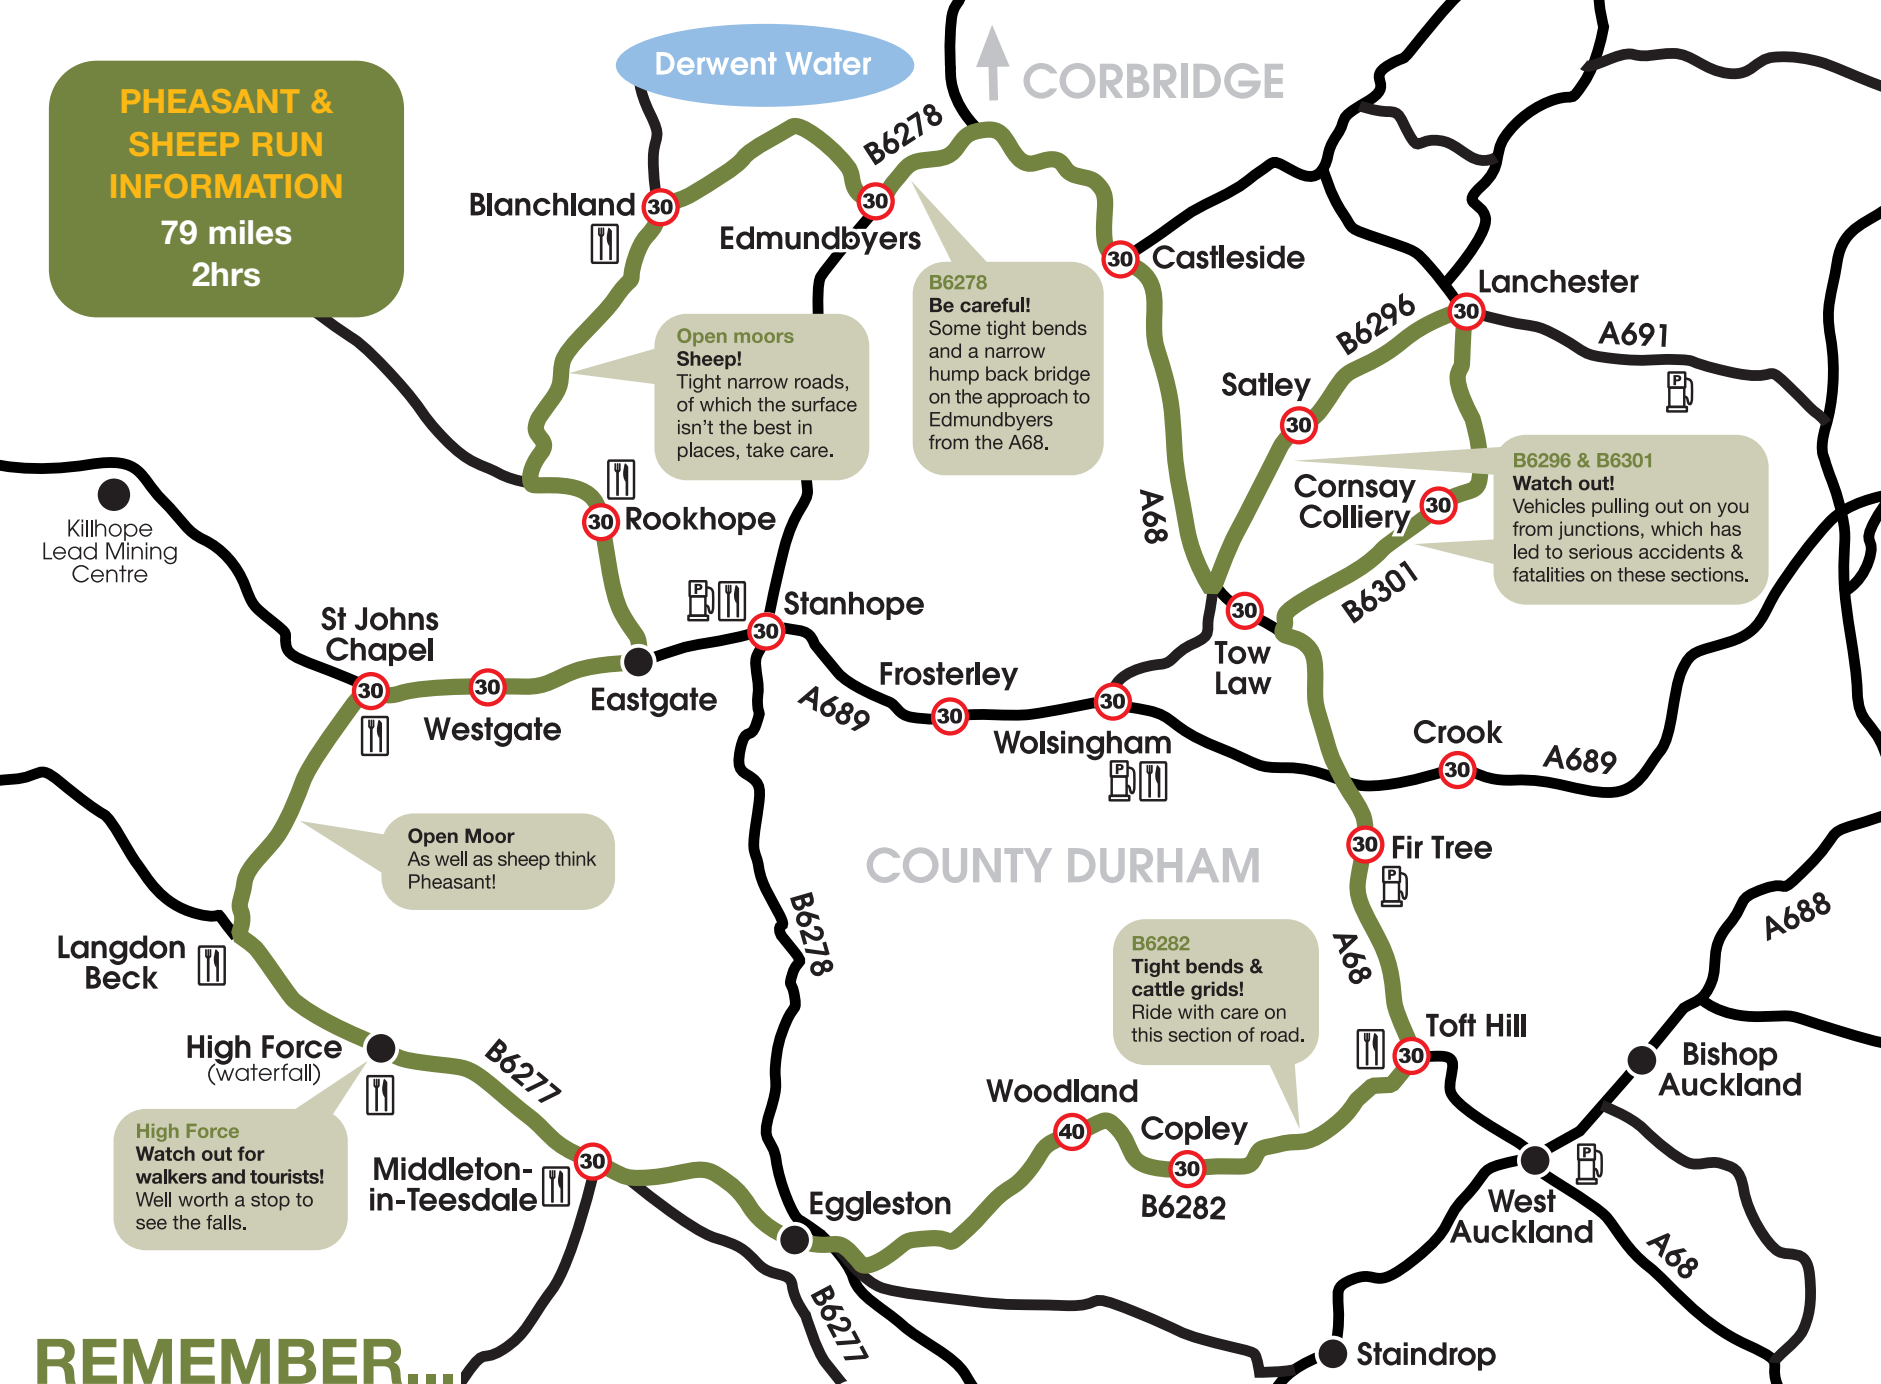 PHEASANT &
SHEEP RUN
INFORMATION
79 miles
2hrs
Derwent Water
CORBRIDGE
B6278
Blanchland
30
30
Edmundbyers
30
Castleside
B6278
Be careful!
Some tight bends
and a narrow
hump back bridge
on the approach to
Edmundbyers
from the A68.
Open moors
Sheep!
Tight narrow roads,
of which the surface
isn't the best in
places, take care.
Lanchester
30
B6296
A691
P
Satley
30
A68
Cornsay
Colliery
30
B6296 & B6301
Watch out!
Vehicles pulling out on you
from junctions, which has
led to serious accidents &
fatalities on these sections.
B6301
Killhope
Lead Mining
Centre
30
Rookhope
P
Stanhope
30
30
Tow
Law
St Johns
Chapel
30
30
Westgate
Eastgate
A689
Frosterley
30
30
Wolsingham
P
Crook
30
A689
30
Fir Tree
P
Open Moor
As well as sheep think
Pheasant!
COUNTY DURHAM
B6278
A688
A68
B6282
Tight bends &
cattle grids!
Ride with care on
this section of road.
Langdon
Beck
High Force
(waterfall)
B6277
Toft Hill
30
Bishop
Auckland
High Force
Watch out for
walkers and tourists!
Well worth a stop to
see the falls.
Middleton-
in-Teesdale
30
Woodland
40
Copley
30
B6282
Eggleston
P
West
Auckland
A68
B6277
Staindrop
REMEMBER...